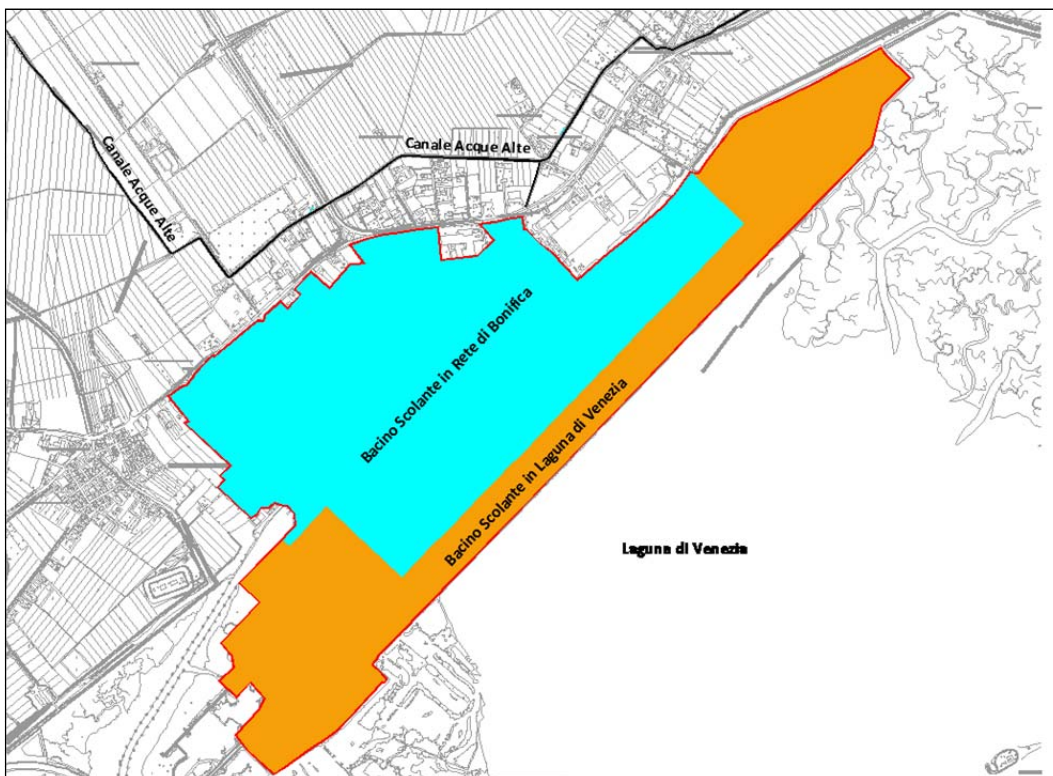 Canale Acque Alte
Canale Acque Alte
Bacino Scolante in Rete di Bonifica
Bacino Scolante in Laguna di Venezia
Laguna di Venezia